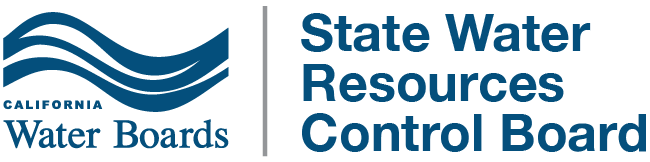 CALIFORNIA
Water Boards
State Water
Resources
Control Board